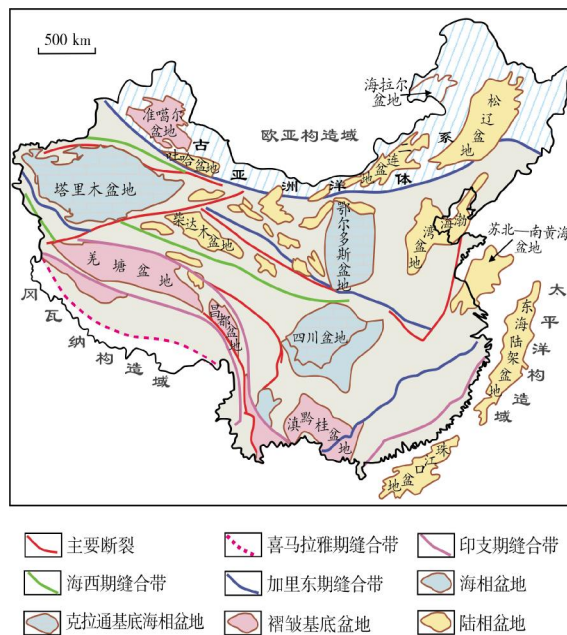 500 km
海拉尔
盆地
松辽盆地
准噶尔
盆地
古亚洲洋体系
欧亚构造域
吐哈盆地
二连盆地
塔里木盆地
柴达木盆地
鄂尔多斯盆地
渤海湾盆地
苏北—南黄海
盆地
羌塘盆地
昌都盆地
四川盆地
冈瓦纳构造域
东海陆架盆地
太平洋构造域
滇黔桂盆地
珠江口盆地
主要断裂
喜马拉雅期缝合带
印支期缝合带
海西期缝合带
加里东期缝合带
海相盆地
克拉通基底海相盆地
褶皱基底盆地
陆相盆地